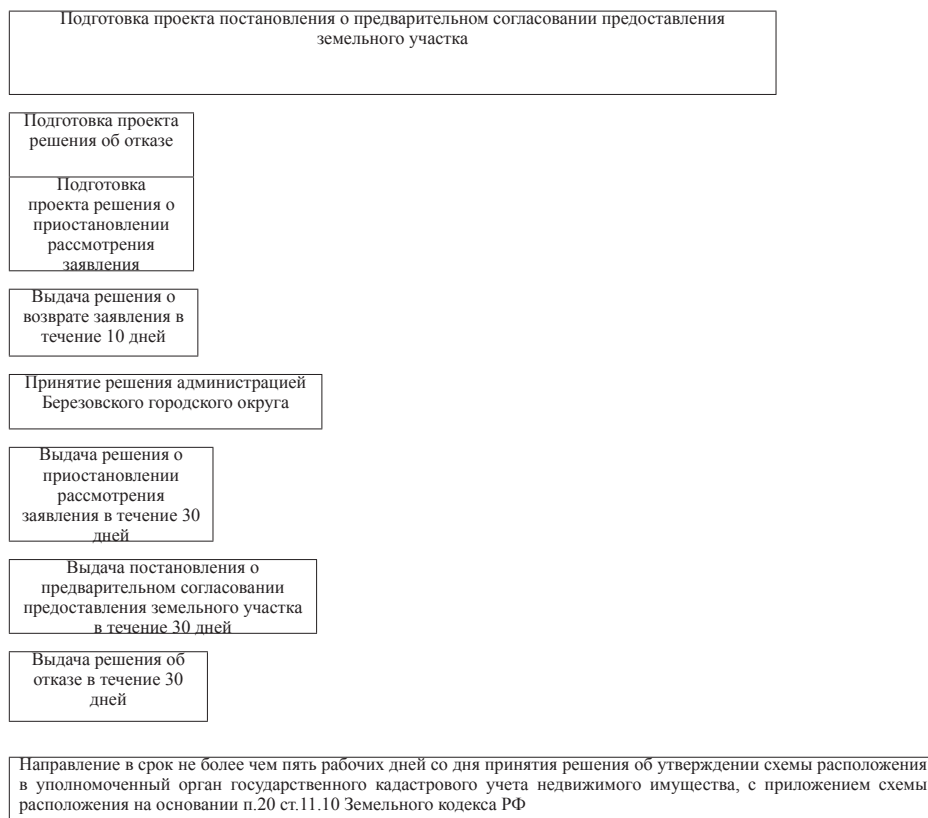 Подготовка проекта постановления о предварительном согласовании предоставления
земельного участка
Подготовка проекта
решения об отказе
Подготовка
проекта решения о
приостановлении
рассмотрения
заявления
Выдача решения о
возврате заявления в
течение 10 дней
Принятие решения администрацией
Березовского городского округа
Выдача решения о
приостановлении
рассмотрения
заявления в течение 30
дней
Выдача постановления о
предварительном согласовании
предоставления земельного участка
в течение 30 дней
Выдача решения об
отказе в течение 30
дней
Направление в срок не более чем пять рабочих дней со дня принятия решения об утверждении схемы расположения
в уполномоченный орган государственного кадастрового учета недвижимого имущества, с приложением схемы
расположения на основании п.20 ст.11.10 Земельного кодекса РФ